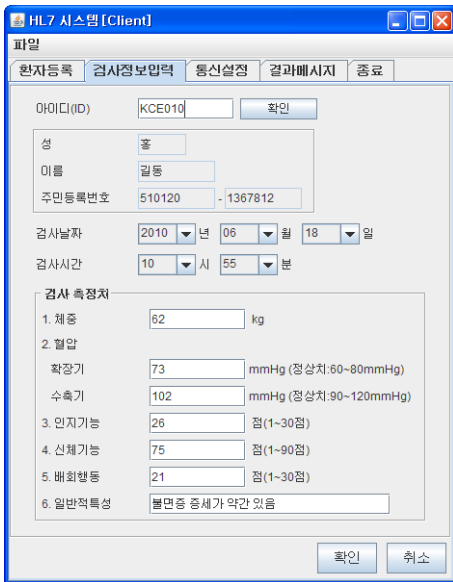 HL7 시스템 [Client]
파일
환자등록 검사정보입력 통신설정 결과메시지 종료
아이디(ID) KCE010 확인
성 홍
이름 길동
주민등록번호 510120 - 1367812
검사날짜 2010 년 06 월 18 일
검사시간 10 시 55 분
검사 측정처
1. 체중 62 kg
2. 혈압
확장기 73 mmHg (정상치:60~80mmHg)
수축기 102 mmHg (정상치:90~120mmHg)
3. 인지기능 26 점(1~30점)
4. 신체기능 75 점(1~90점)
5. 배회행동 21 점(1~30점)
6. 일반적특성 불면증 증세가 약간 있음
확인 취소